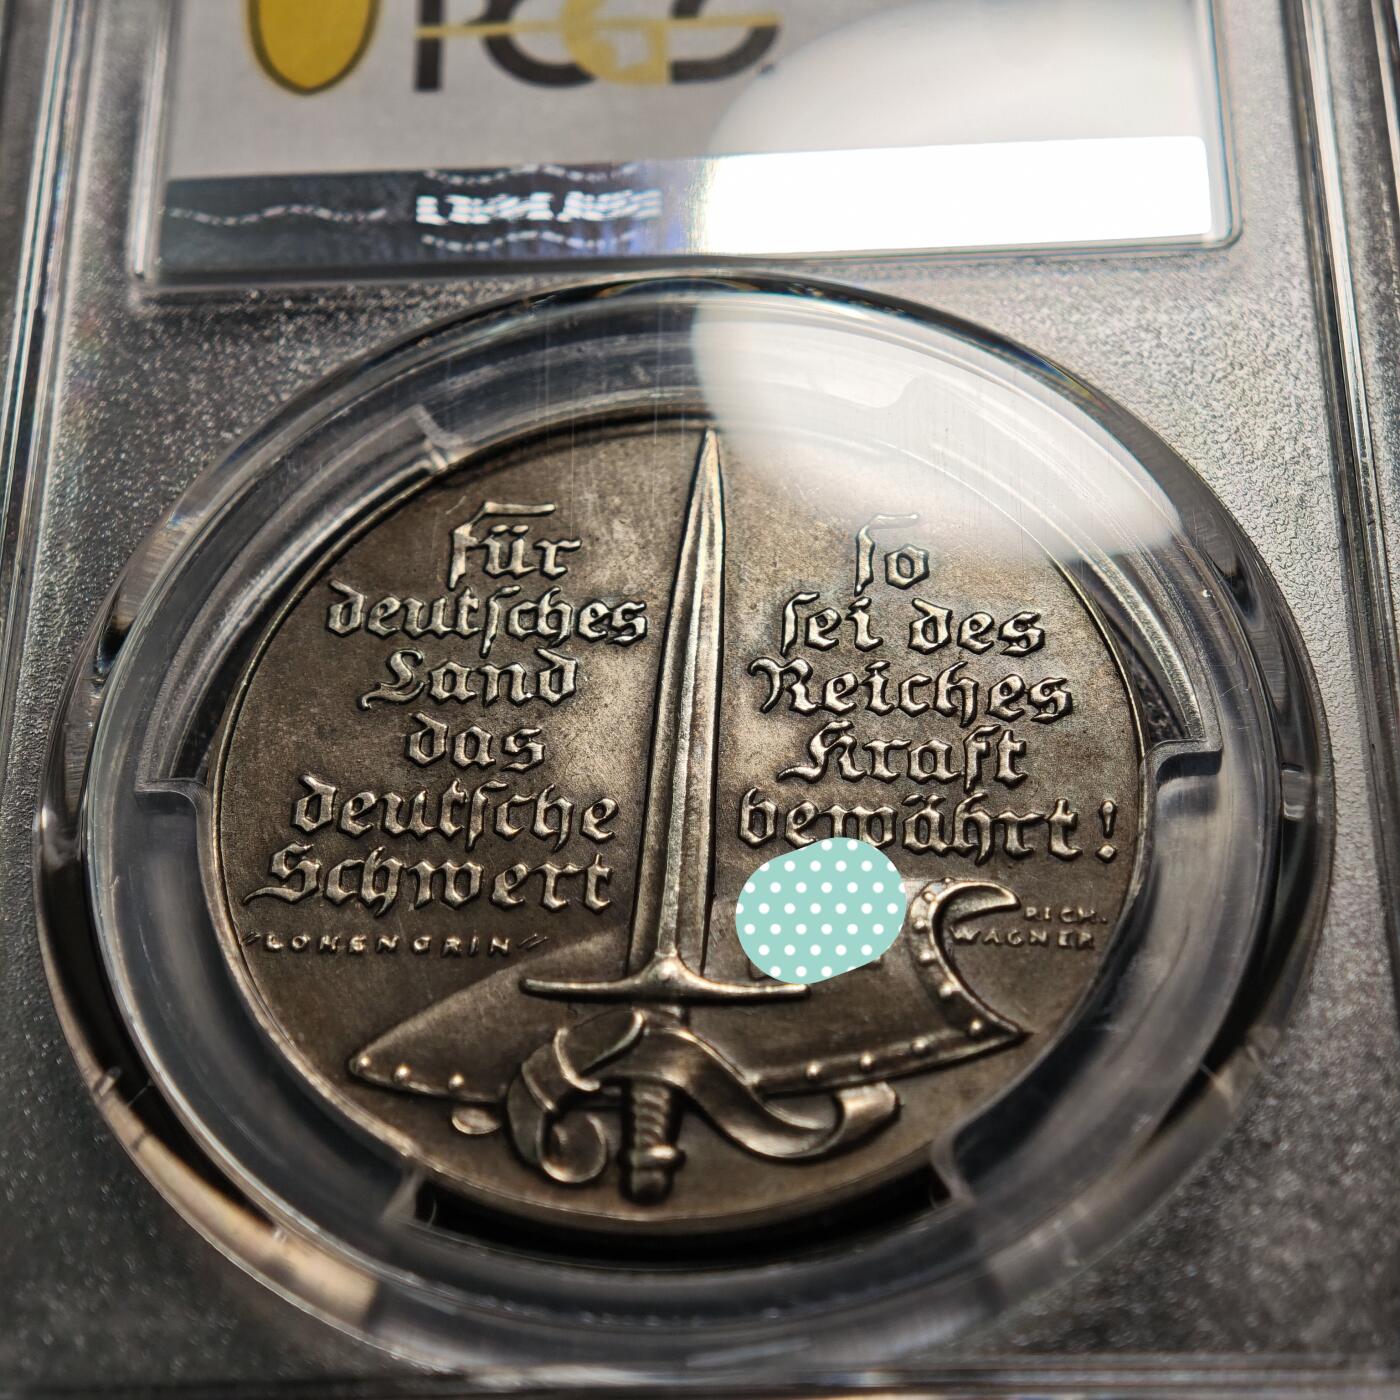 PCGS
für
deutſches
Land
das
deutſche
Schwert
"LOHENGRIN"
ſo
ſei des
Reiches
Kraft
bewährt!
RICH.
WAGNER